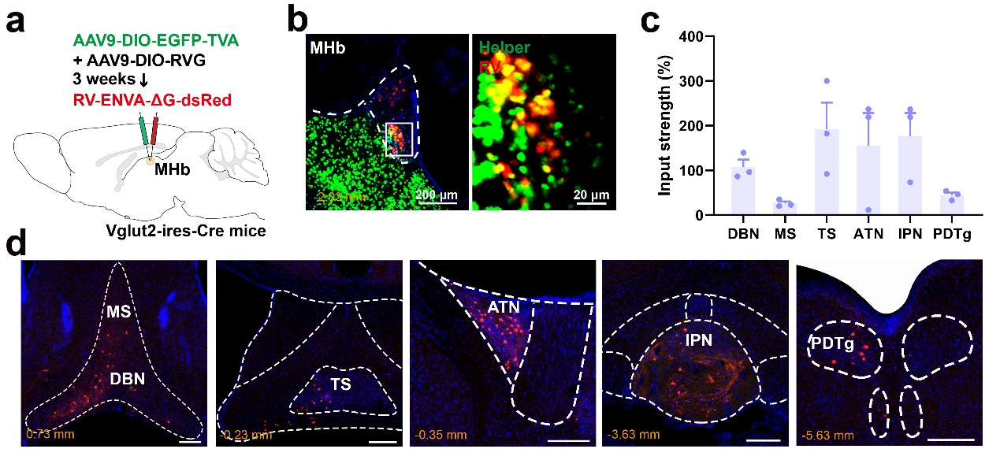 a
AAV9-DIO-EGFP-TVA
+ AAV9-DIO-RVG
3 weeks ↓
RV-ENVA-ΔG-dsRed
MHb
Vglut2-ires-Cre mice
b
MHb
-2.03 mm
200 μm
Helper
RV
20 μm
c
Input strength (%)
400
300
200
100
0
DBN MS TS ATN IPN PDTg
d
MS
DBN
0.73 mm
TS
-0.23 mm
ATN
-0.35 mm
IPN
-3.63 mm
PDTg
-5.63 mm